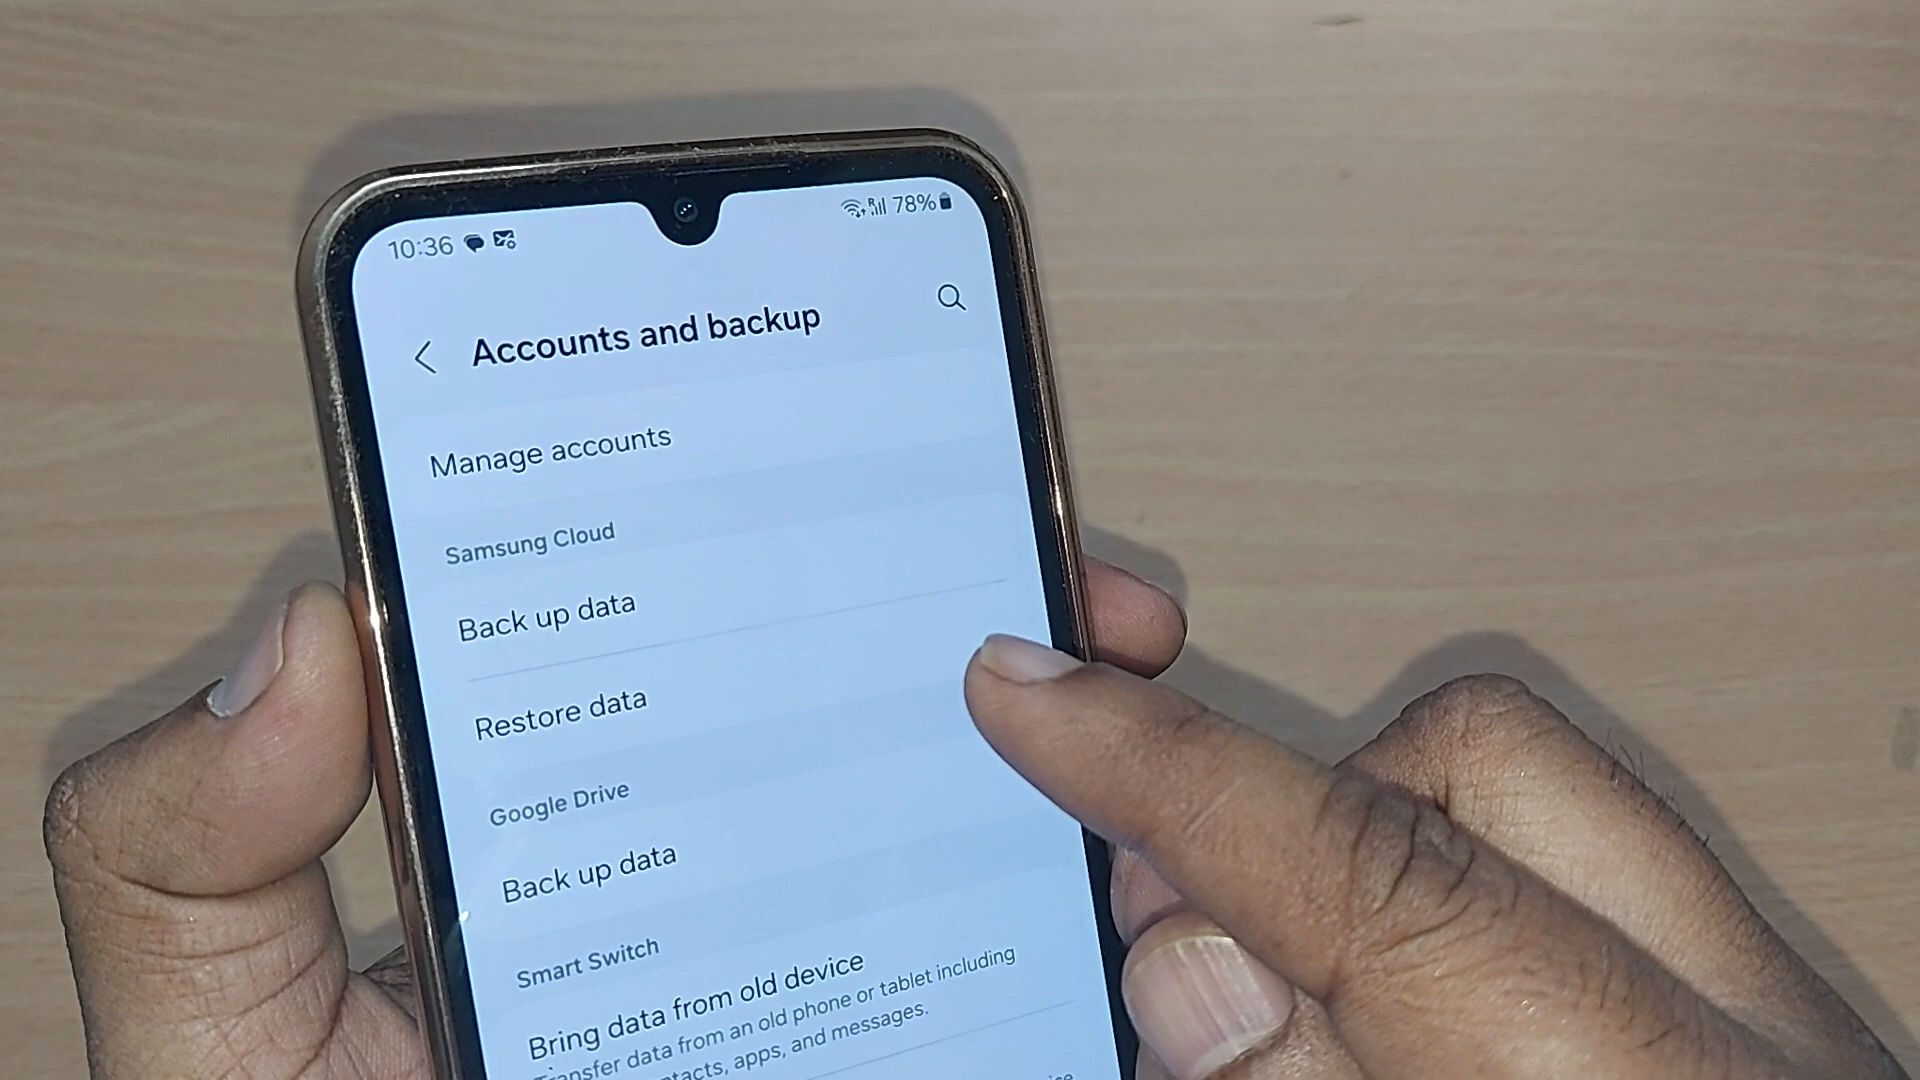 10:36
R 78%
Accounts and backup
Manage accounts
Samsung Cloud
Back up data
Restore data
Google Drive
Back up data
Smart Switch
Bring data from old device
Transfer data from an old phone or tablet including
apps, and messages.